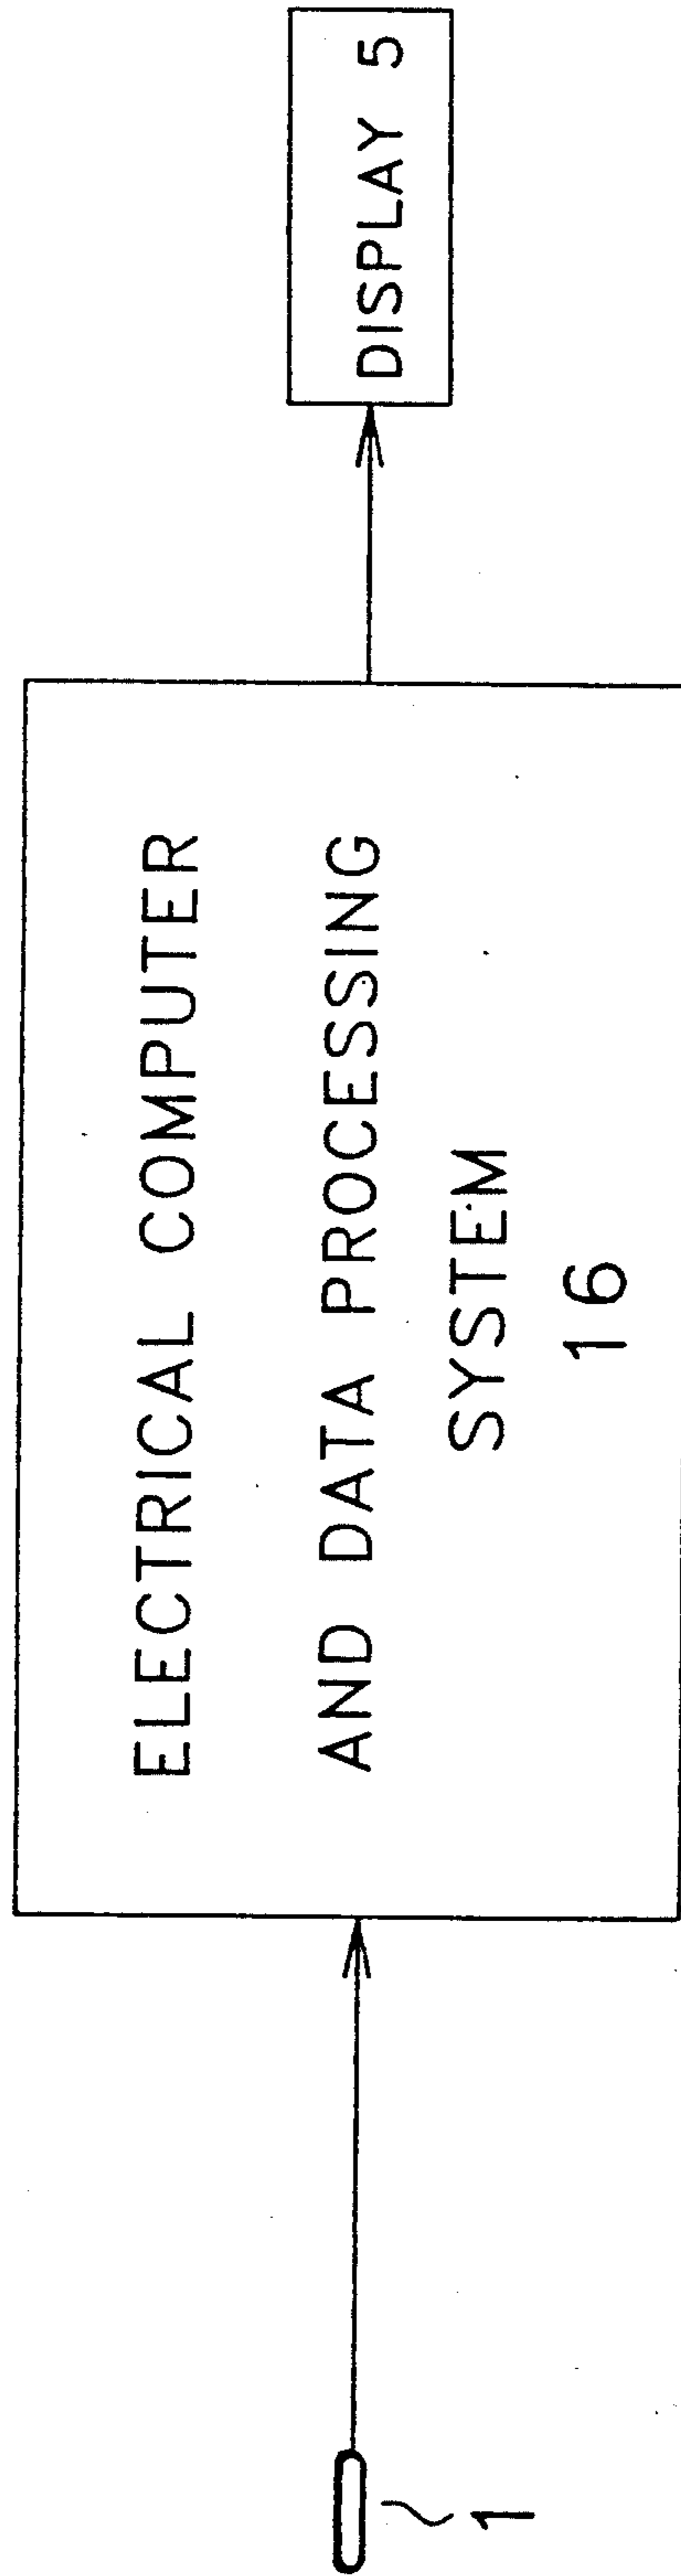 1
ELECTRICAL COMPUTER
AND DATA PROCESSING
SYSTEM
16
DISPLAY 5